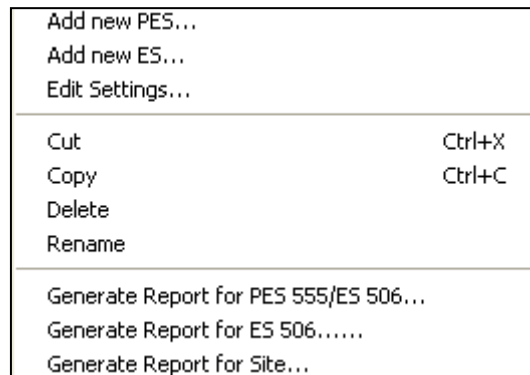 Add new PES...
Add new ES...
Edit Settings...
Cut Ctrl+X
Copy Ctrl+C
Delete
Rename
Generate Report for PES 555/ES 506...
Generate Report for ES 506......
Generate Report for Site...